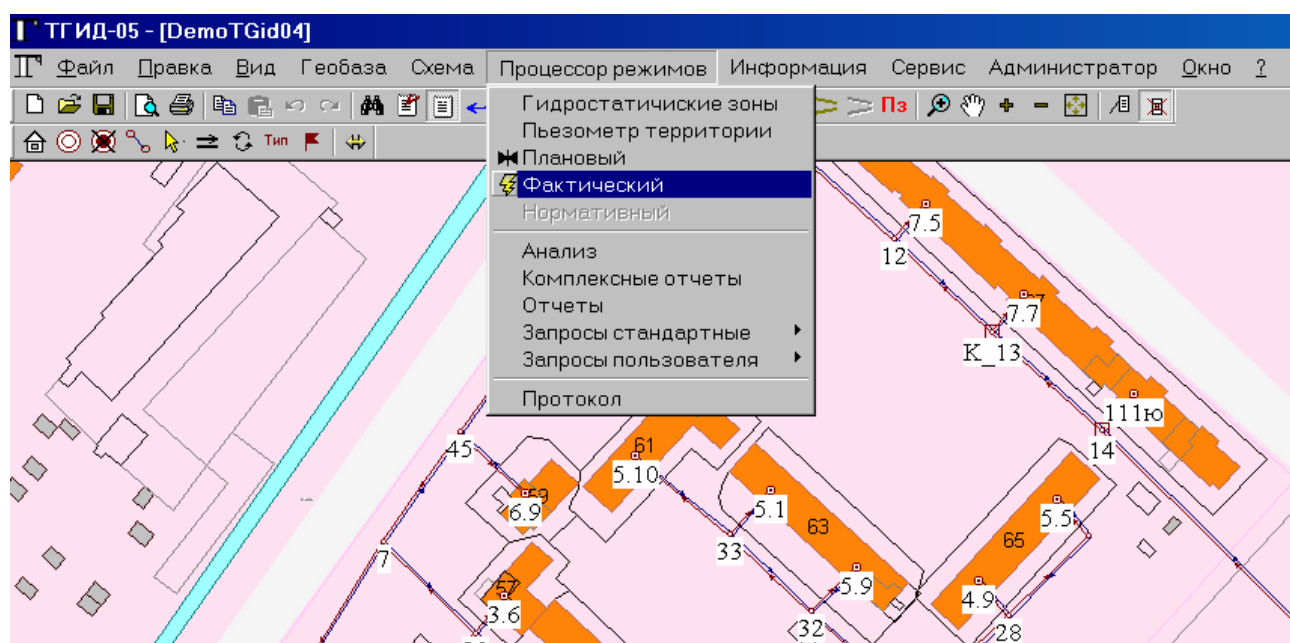 ТГИД-05 - [DemoTGid04]
Файл Правка Вид Геобаза Схема Процессор режимов Информация Сервис Администратор Окно ?
Пз
Тип
Гидростатичиские зоны
Пьезометр территории
Плановый
Фактический
Нормативный
Анализ
Комплексные отчеты
Отчеты
Запросы стандартные
Запросы пользователя
Протокол
7.5
12
7.7
К_13
111ю
14
45
61
5.10
59
6.9
5.1
63
5.5
65
33
7
57
3.6
5.9
4.9
32
28